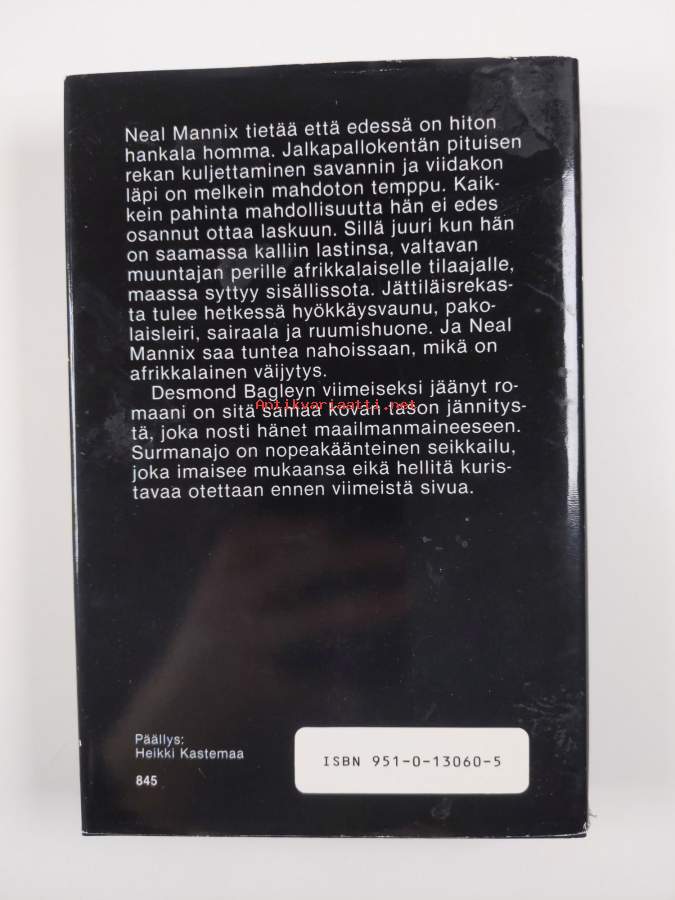 Neal Mannix tietää että edessä on hiton
hankala homma. Jalkapallokentän pituisen
rekan kuljettaminen savannin ja viidakon
läpi on melkein mahdoton temppu. Kaik-
kein pahinta mahdollisuutta hän ei edes
osannut ottaa laskuun. Sillä juuri kun hän
on saamassa kalliin lastinsa, valtavan
muuntajan perille afrikkalaiselle tilaajalle,
maassa syttyy sisällissota. Jättiläisrekas-
ta tulee hetkessä hyökkäysvaunu, pako-
laisleiri, sairaala ja ruumishuone. Ja Neal
Mannix saa tuntea nahoissaan, mikä on
afrikkalainen väijytys.
Desmond Bagleyn viimeiseksi jäänyt ro-
Antikvariaatti.net
maani on sitä samaa kovan tason jännitys-
tä, joka nosti hänet maailmanmaineeseen.
Surmanajo on nopeakäänteinen seikkailu,
joka imaisee mukaansa eikä hellitä kuris-
tavaa otettaan ennen viimeistä sivua.
Päällys:
Heikki Kastemaa
845
ISBN 951-0-13060-5